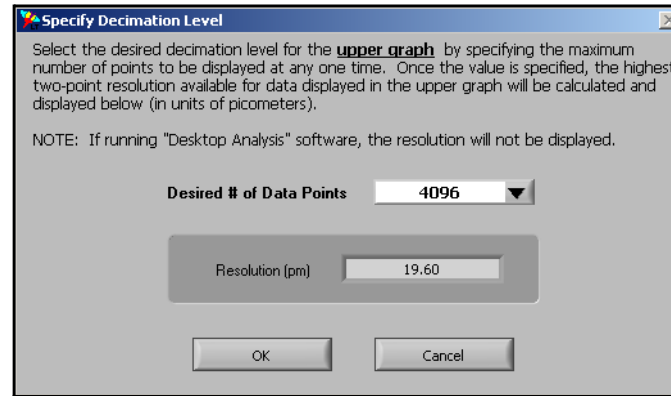 Specify Decimation Level
Select the desired decimation level for the upper graph by specifying the maximum
number of points to be displayed at any one time. Once the value is specified, the highest
two-point resolution available for data displayed in the upper graph will be calculated and
displayed below (in units of picometers).
NOTE: If running "Desktop Analysis" software, the resolution will not be displayed.
Desired # of Data Points 4096
Resolution (pm) 19.60
OK Cancel